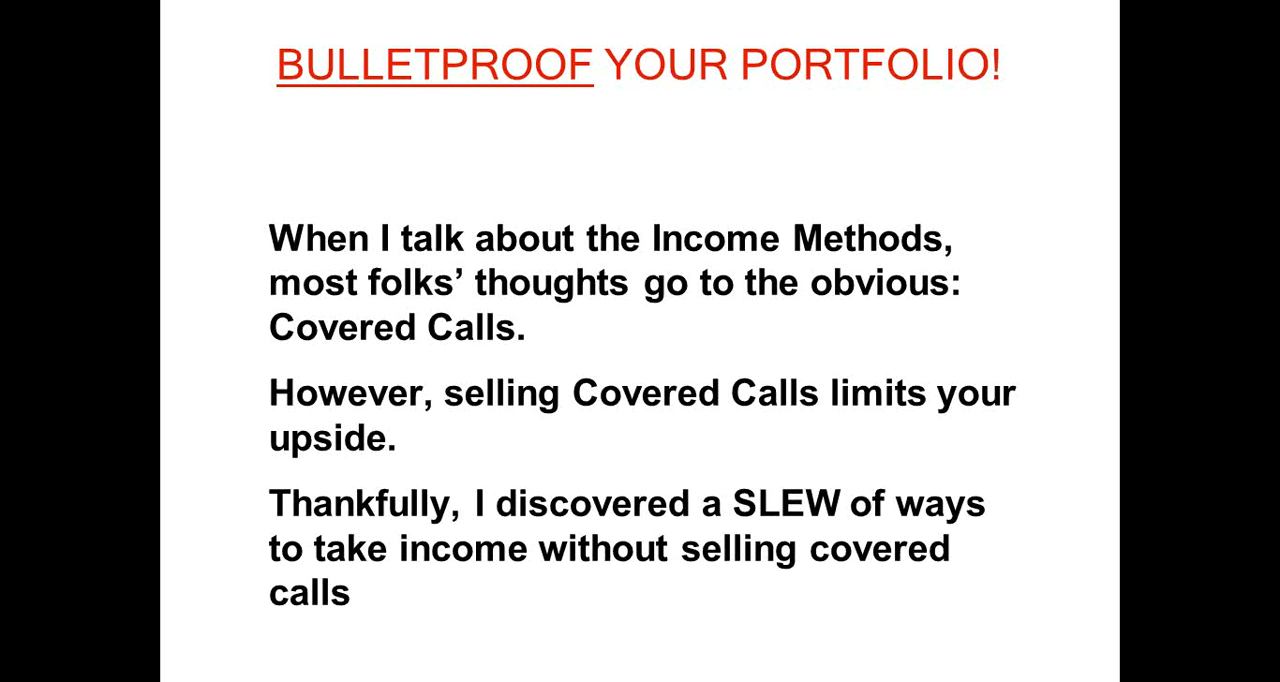 BULLETPROOF YOUR PORTFOLIO!
When I talk about the Income Methods,
most folks’ thoughts go to the obvious:
Covered Calls.
However, selling Covered Calls limits your
upside.
Thankfully, I discovered a SLEW of ways
to take income without selling covered
calls